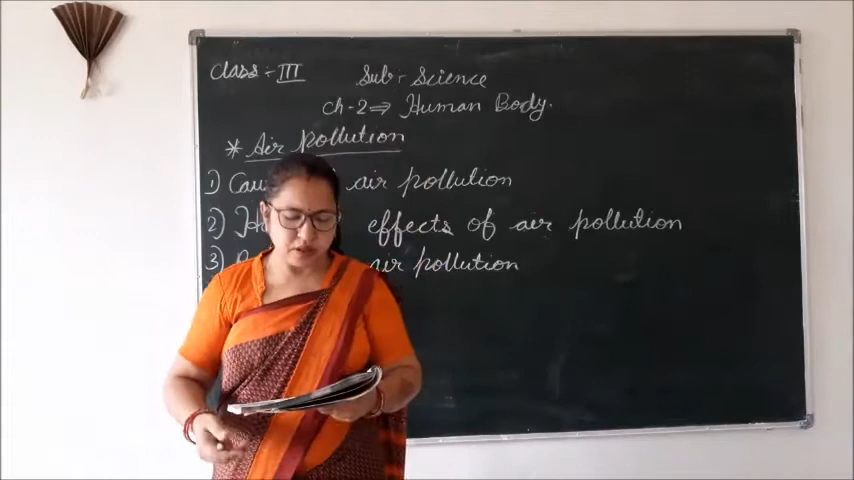 Class :- III Sub :- Science
Ch - 2 ⇒ Human Body.
* Air Pollution
1) air pollution
2) effects of air pollution
3) air pollution